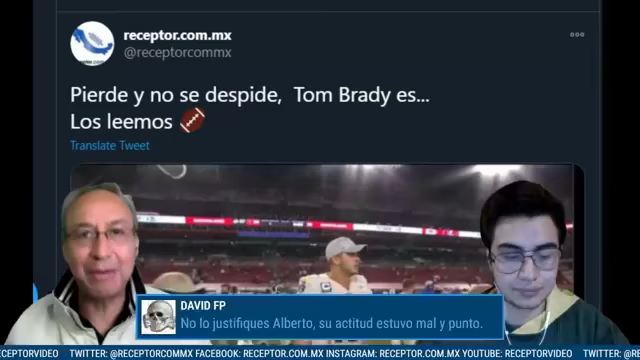 receptor.com.mx
@receptorcommx
Pierde y no se despide, Tom Brady es...
Los leemos 🏈
Translate Tweet
DAVID FP
No lo justifiques Alberto, su actitud estuvo mal y punto.
RECEPTORVIDEO TWITTER: @RECEPTORCOMMX FACEBOOK: RECEPTOR.COM.MX INSTAGRAM: RECEPTOR.COM.MX YOUTUBE: RECEPTORVIDEO TWITTER: @REC